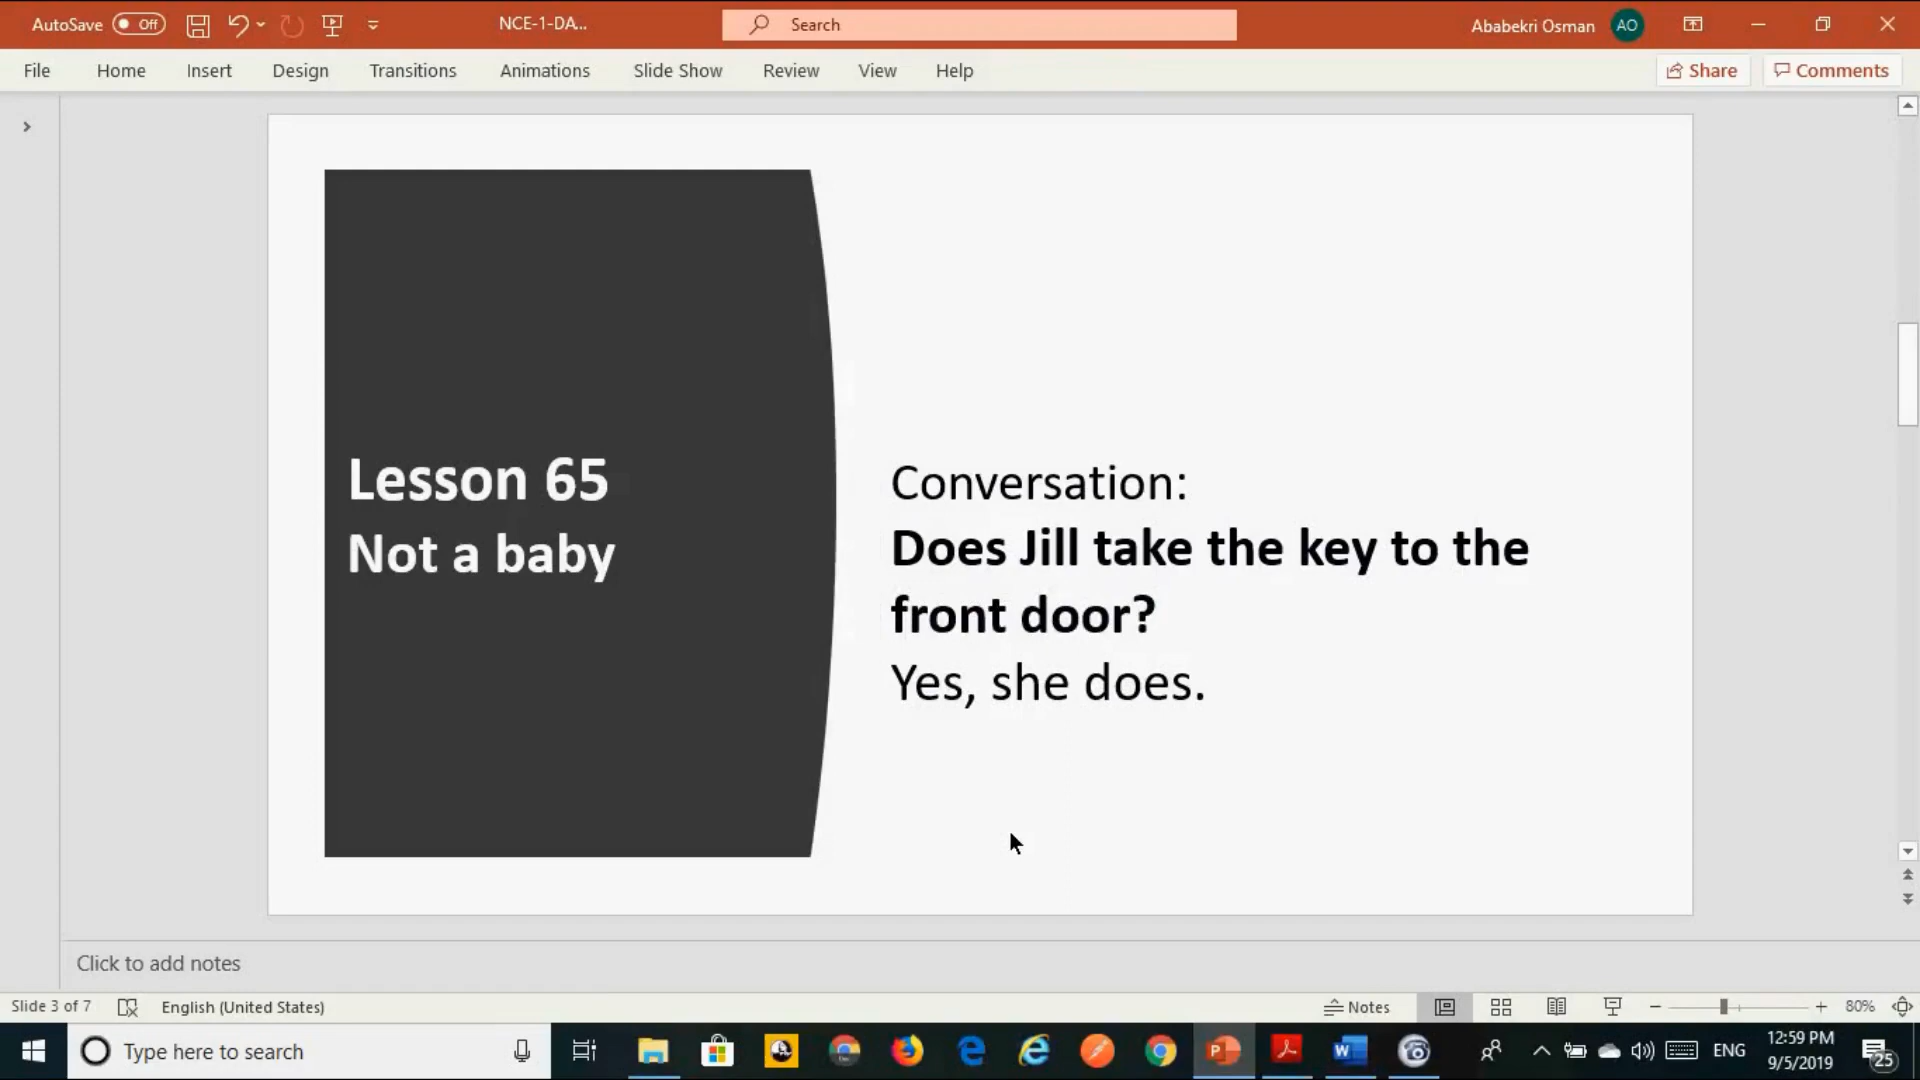 AutoSave Off NCE-1-DA... Search Ababekri Osman AO
File Home Insert Design Transitions Animations Slide Show Review View Help Share Comments
Lesson 65
Not a baby
Conversation:
Does Jill take the key to the
front door?
Yes, she does.
Click to add notes
Slide 3 of 7 English (United States) Notes 80%
Type here to search ENG 12:59 PM
9/5/2019 25